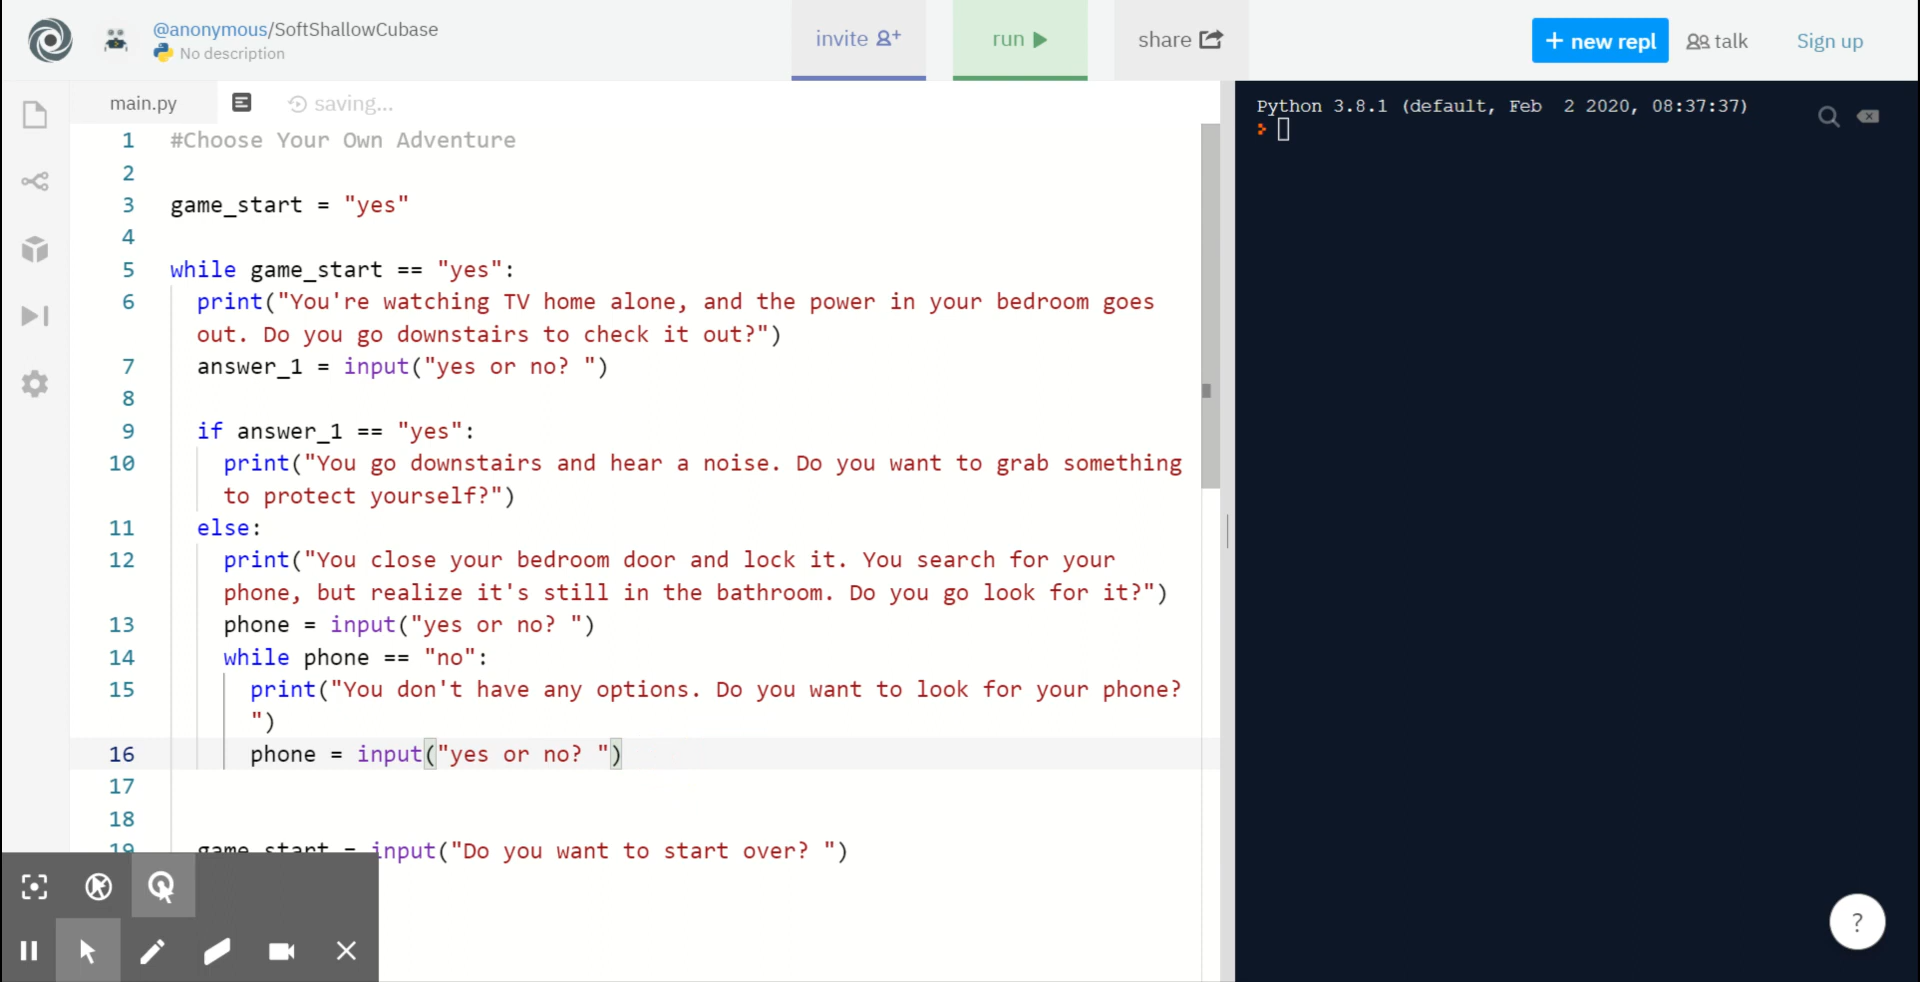 @anonymous/SoftShallowCubase
No description
invite
run
share
+ new repl
talk
Sign up
main.py
saving...
Python 3.8.1 (default, Feb  2 2020, 08:37:37)
1 #Choose Your Own Adventure
2
3 game_start = "yes"
4
5 while game_start == "yes":
6 print("You're watching TV home alone, and the power in your bedroom goes
out. Do you go downstairs to check it out?")
7 answer_1 = input("yes or no? ")
8
9 if answer_1 == "yes":
10 print("You go downstairs and hear a noise. Do you want to grab something
to protect yourself?")
11 else:
12 print("You close your bedroom door and lock it. You search for your
phone, but realize it's still in the bathroom. Do you go look for it?")
13 phone = input("yes or no? ")
14 while phone == "no":
15 print("You don't have any options. Do you want to look for your phone?
")
16 phone = input("yes or no? ")
17
18
19 game_start = input("Do you want to start over? ")
?